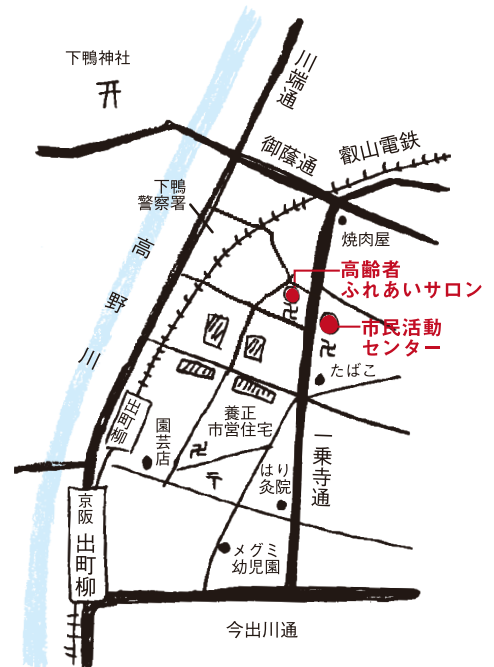 下鴨神社
川端通
御蔭通
叡山電鉄
下鴨
警察署
焼肉屋
高野川
高齢者
ふれあいサロン
市民活動
センター
たばこ
出町柳
園芸店
養正
市営住宅
一乗寺通
はり
灸院
京阪 出町柳
メグミ
幼児園
今出川通